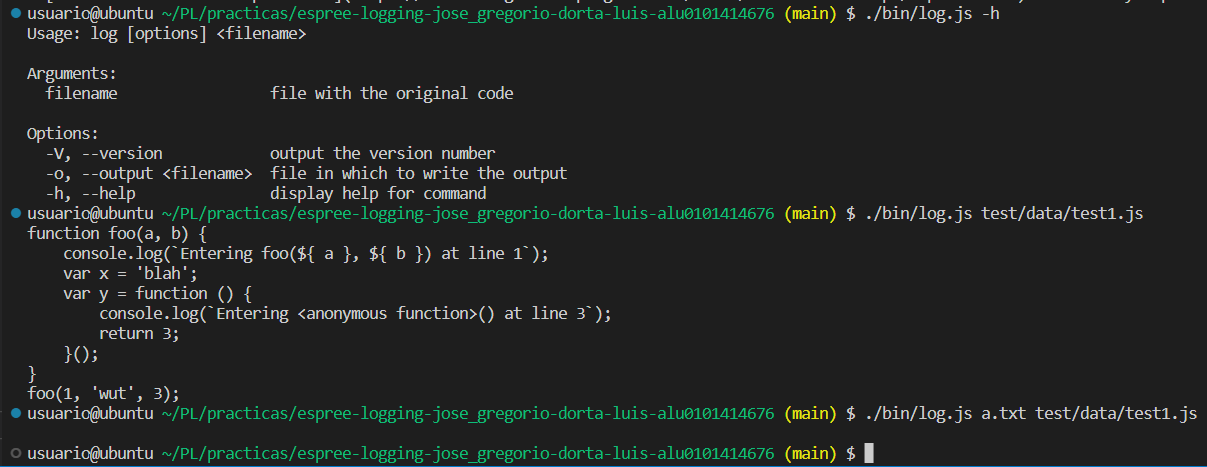 usuario@ubuntu ~/PL/practicas/espree-logging-jose_gregorio-dorta-luis-alu0101414676 (main) $ ./bin/log.js -h
Usage: log [options] <filename>
Arguments:
  filename                 file with the original code
Options:
  -V, --version            output the version number
  -o, --output <filename>  file in which to write the output
  -h, --help               display help for command
usuario@ubuntu ~/PL/practicas/espree-logging-jose_gregorio-dorta-luis-alu0101414676 (main) $ ./bin/log.js test/data/test1.js
function foo(a, b) {
    console.log(`Entering foo(${ a }, ${ b }) at line 1`);
    var x = 'blah';
    var y = function () {
        console.log(`Entering <anonymous function>() at line 3`);
        return 3;
    }();
}
foo(1, 'wut', 3);
usuario@ubuntu ~/PL/practicas/espree-logging-jose_gregorio-dorta-luis-alu0101414676 (main) $ ./bin/log.js a.txt test/data/test1.js
usuario@ubuntu ~/PL/practicas/espree-logging-jose_gregorio-dorta-luis-alu0101414676 (main) $